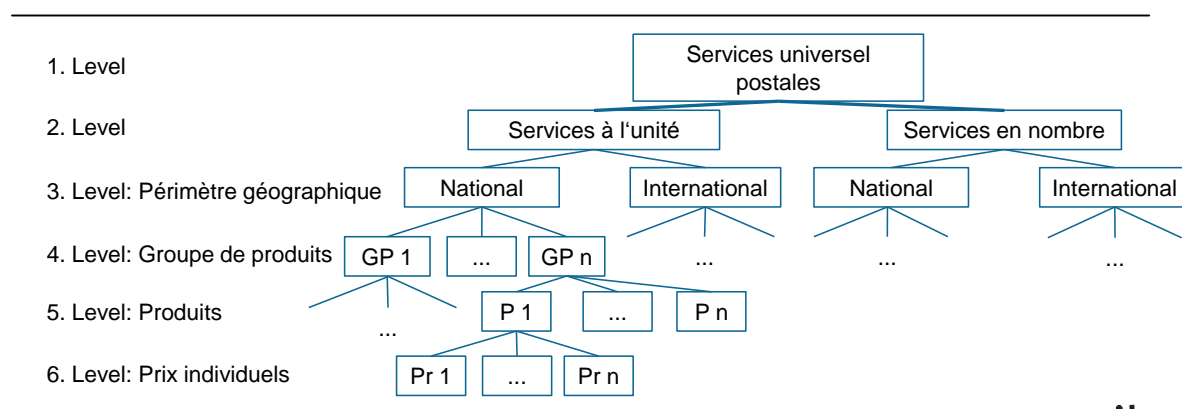 Services universel
postales
1. Level
2. Level
Services à l‘unité
Services en nombre
3. Level: Périmètre géographique
National
International
National
International
4. Level: Groupe de produits
GP 1
...
GP n
...
...
...
5. Level: Produits
...
P 1
...
P n
6. Level: Prix individuels
Pr 1
...
Pr n